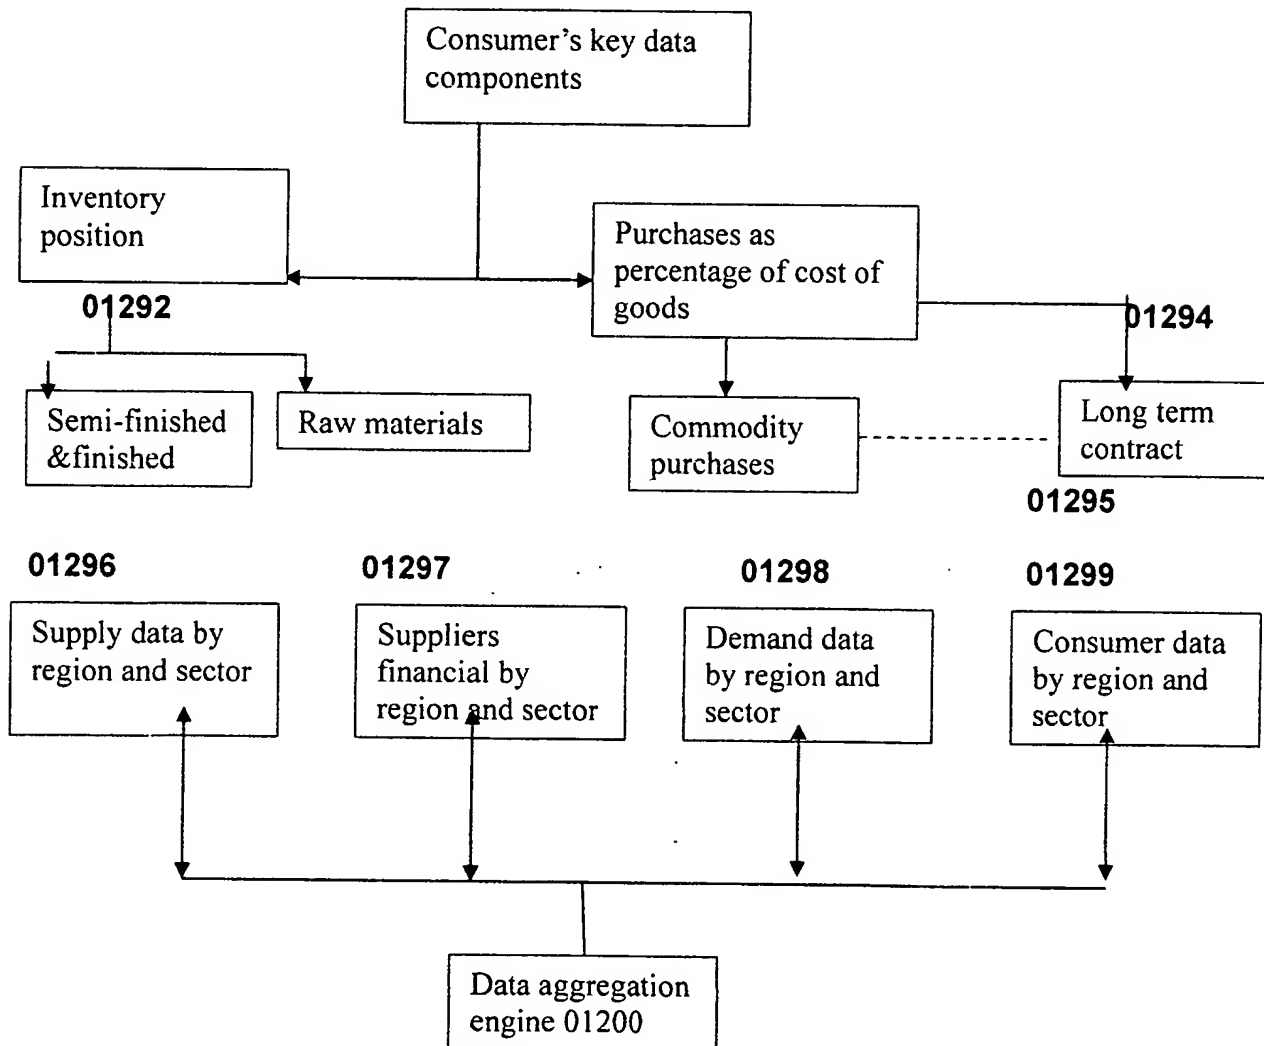 Consumer's key data
components
Inventory
position
Purchases as
percentage of cost of
goods
01292
01294
Semi-finished
&finished
Raw materials
Commodity
purchases
Long term
contract
01295
01296
01297
01298
01299
Supply data by
region and sector
Suppliers
financial by
region and sector
Demand data
by region and
sector
Consumer data
by region and
sector
Data aggregation
engine 01200